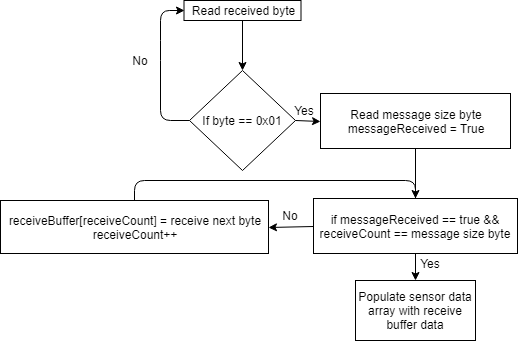 Read received byte
No
If byte == 0x01
Yes
Read message size byte
messageReceived = True
receiveBuffer[receiveCount] = receive next byte
receiveCount++
No
if messageReceived == true &&
receiveCount == message size byte
Yes
Populate sensor data
array with receive
buffer data